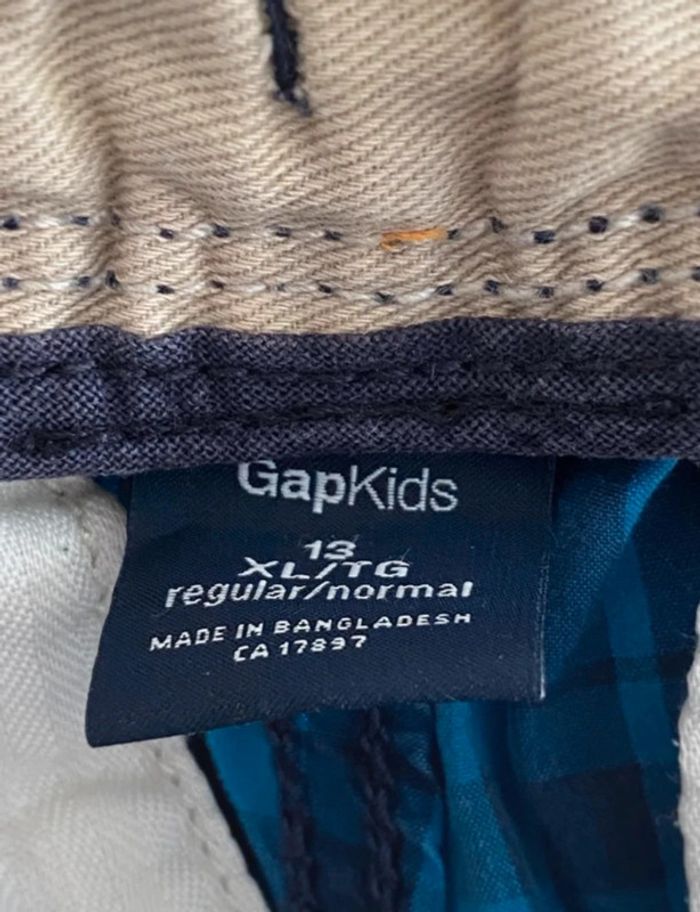 GapKids
13
XL/TG
regular/normal
MADE IN BANGLADESH
CA 17897